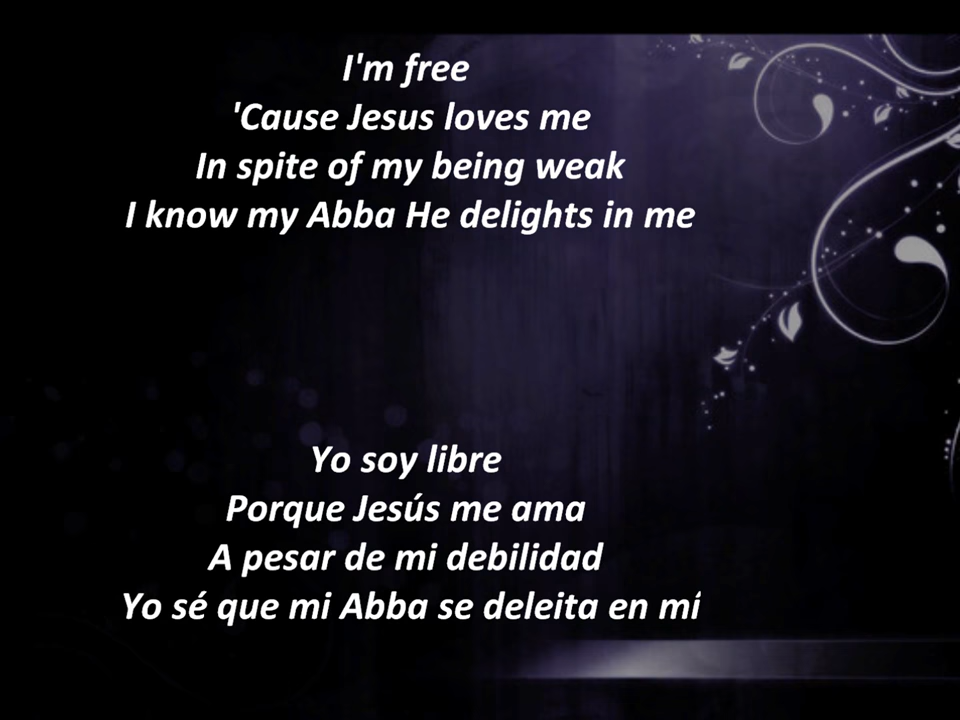 I'm free
'Cause Jesus loves me
In spite of my being weak
I know my Abba He delights in me
Yo soy libre
Porque Jesús me ama
A pesar de mi debilidad
Yo sé que mi Abba se deleita en mí